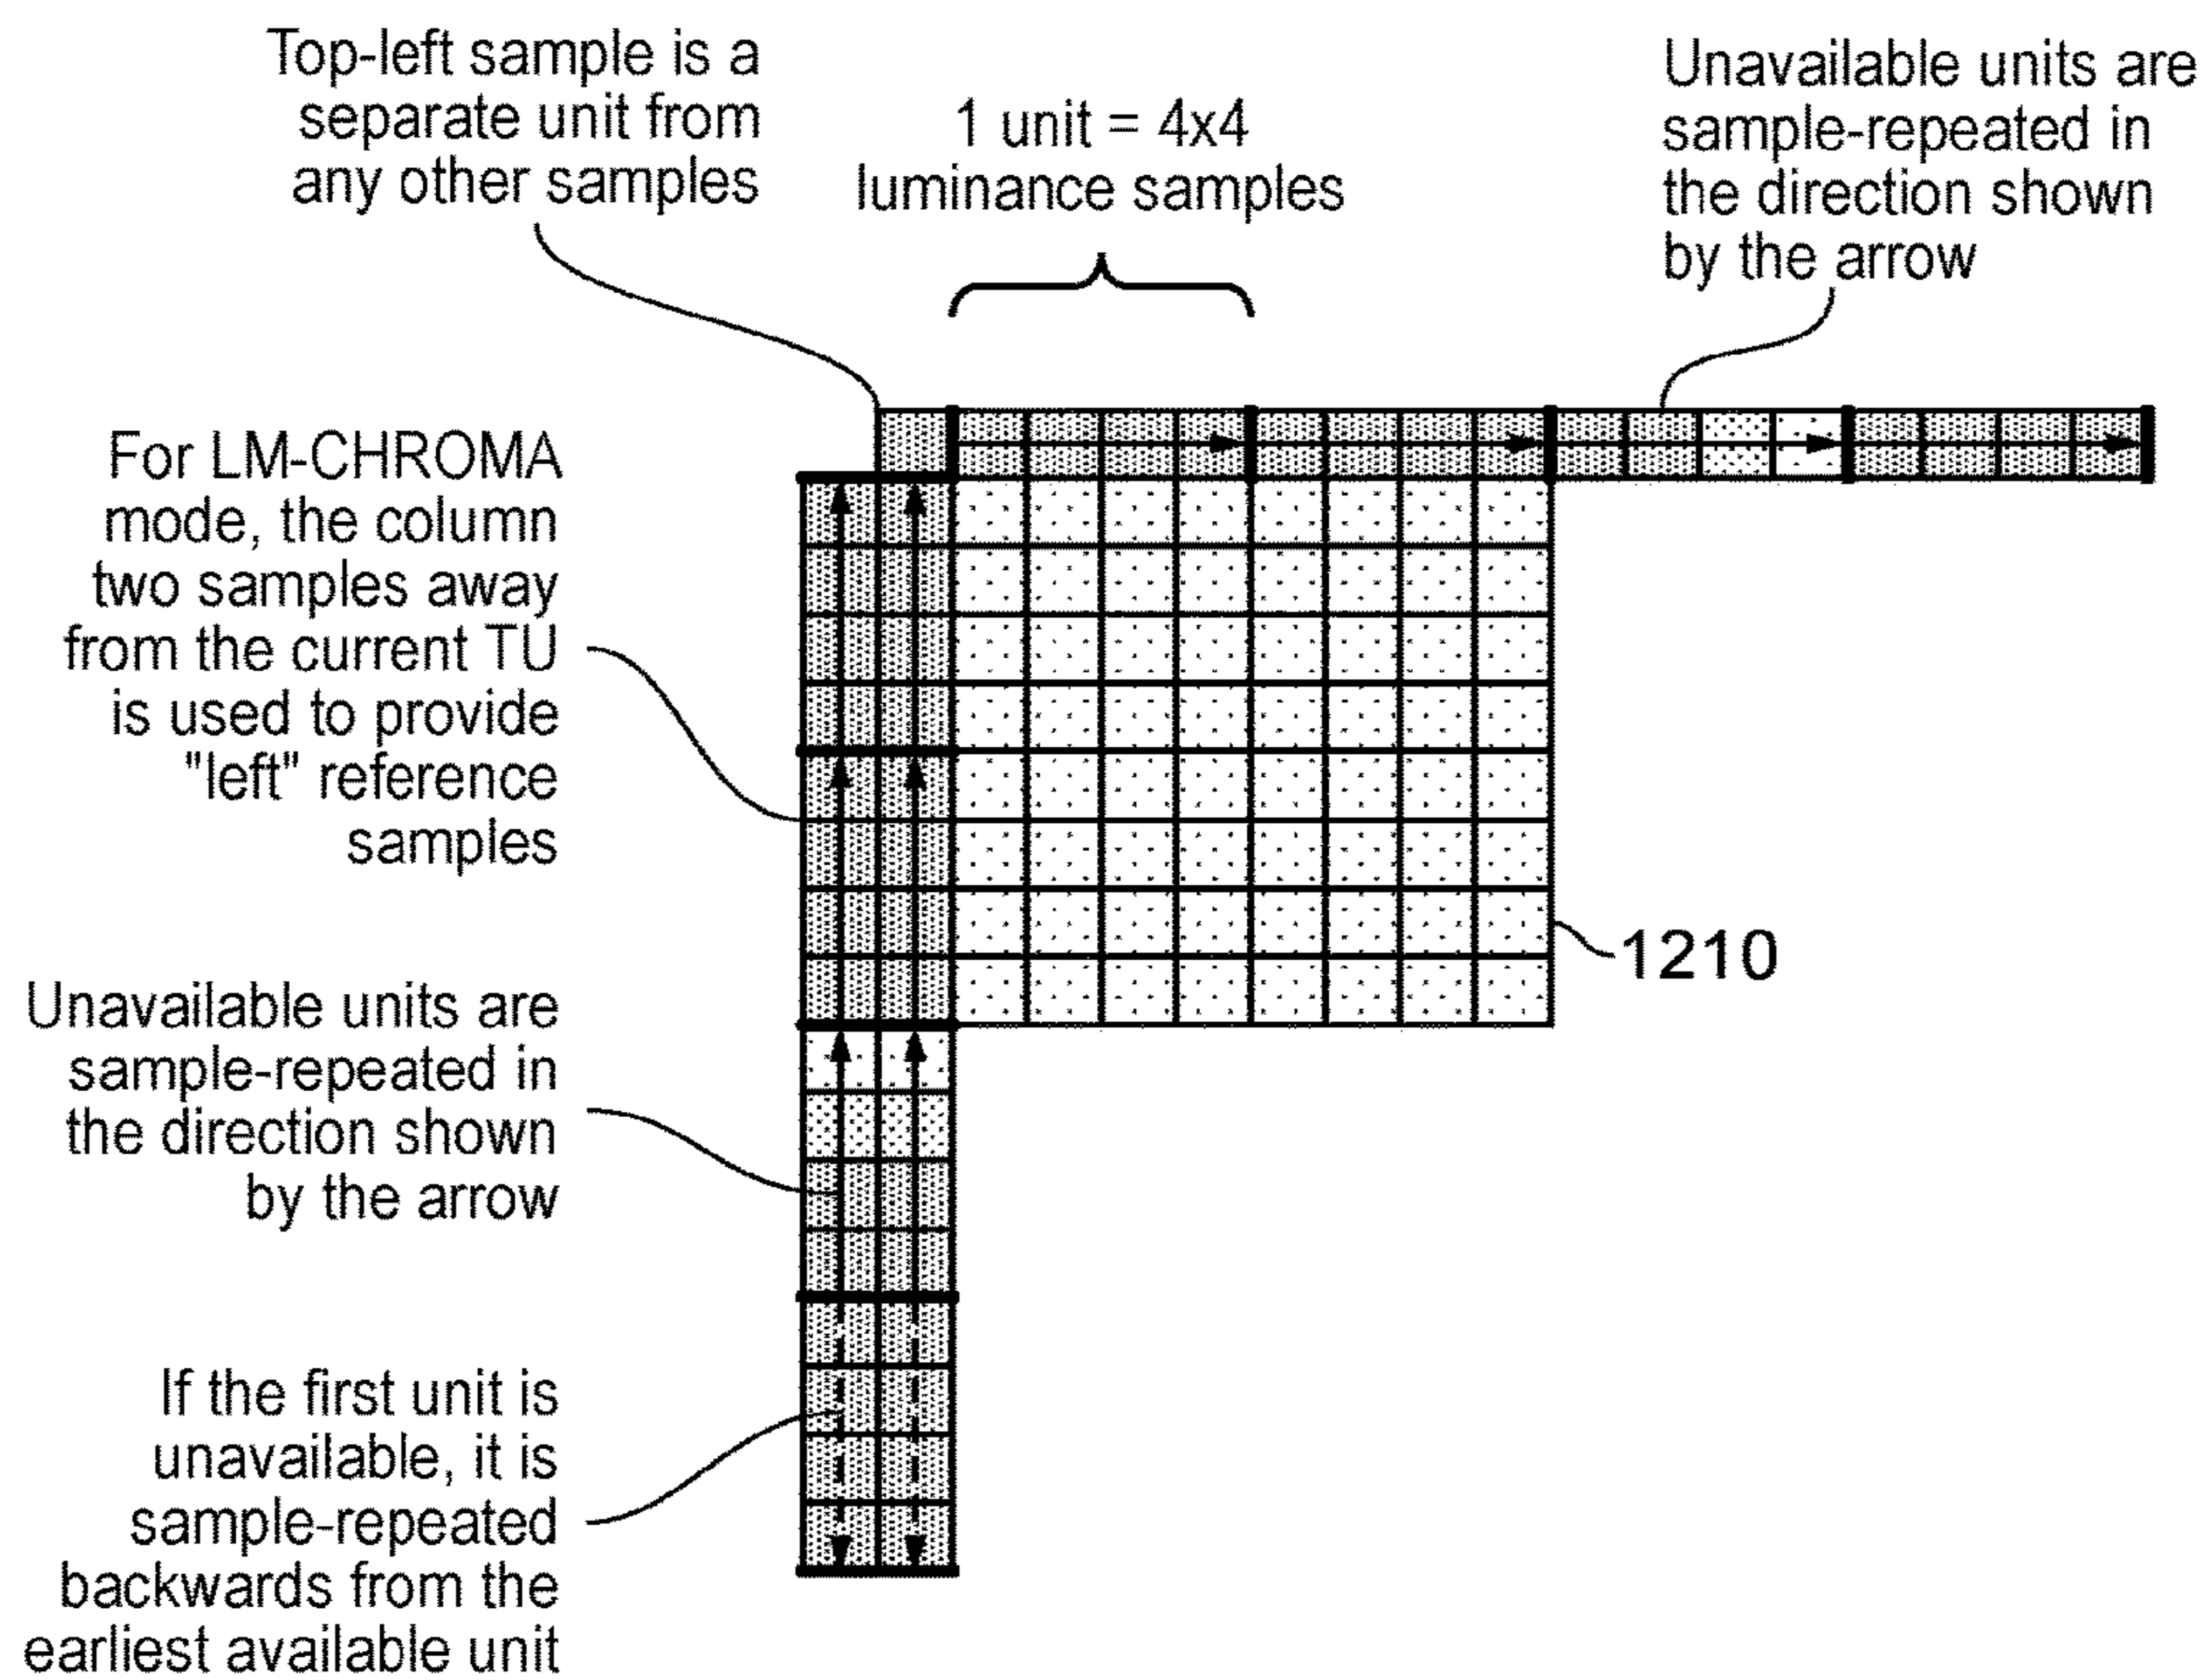 Top-left sample is a
separate unit from
any other samples
1 unit = 4x4
luminance samples
Unavailable units are
sample-repeated in
the direction shown
by the arrow
For LM-CHROMA
mode, the column
two samples away
from the current TU
is used to provide
"left" reference
samples
1210
Unavailable units are
sample-repeated in
the direction shown
by the arrow
If the first unit is
unavailable, it is
sample-repeated
backwards from the
earliest available unit